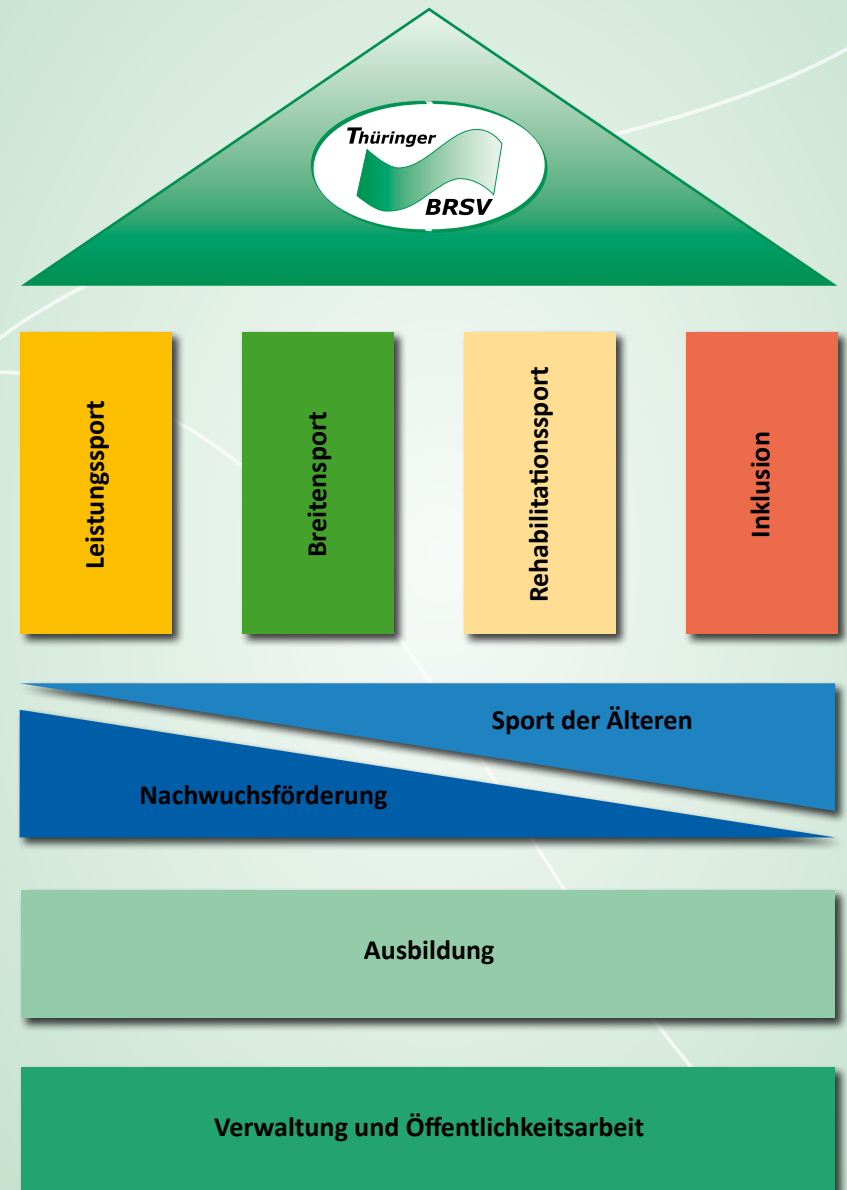 Thüringer
BRSV
Leistungssport
Breitensport
Rehabilitationssport
Inklusion
Sport der Älteren
Nachwuchsförderung
Ausbildung
Verwaltung und Öffentlichkeitsarbeit